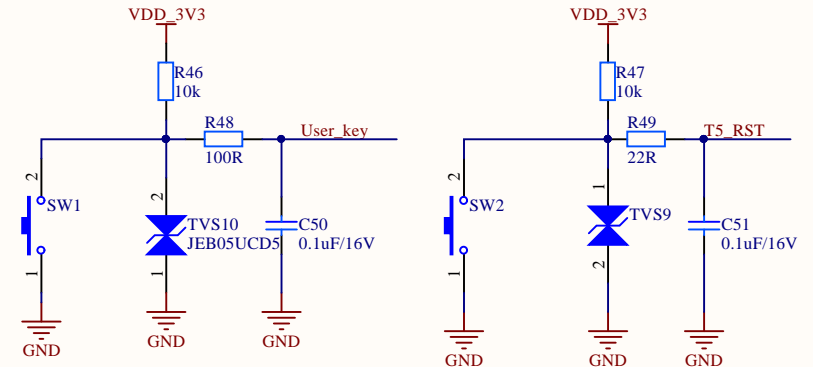 VDD_3V3
R46
10k
R48
100R
User_key
2
SW1
1
2
TVS10
JEB05UCD5
1
C50
0.1uF/16V
GND
GND
GND
VDD_3V3
R47
10k
R49
22R
T5_RST
2
SW2
1
1
TVS9
2
C51
0.1uF/16V
GND
GND
GND